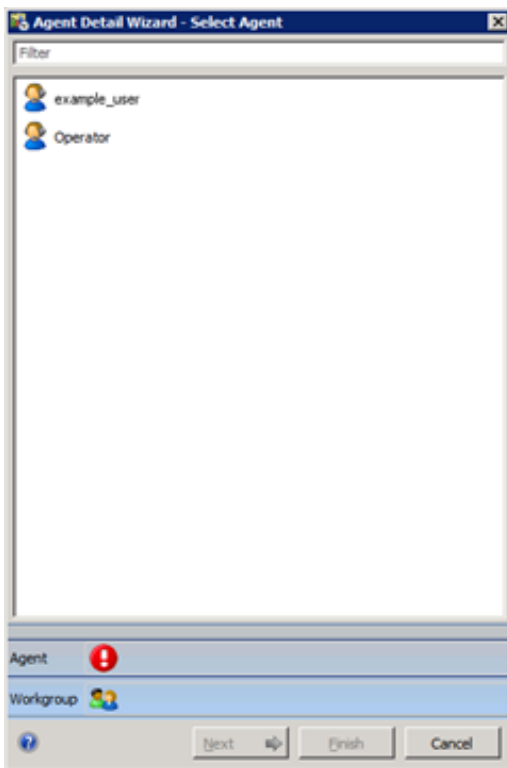 Agent Detail Wizard - Select Agent
Filter
example_user
Operator
Agent
Workgroup
Next
Finish
Cancel